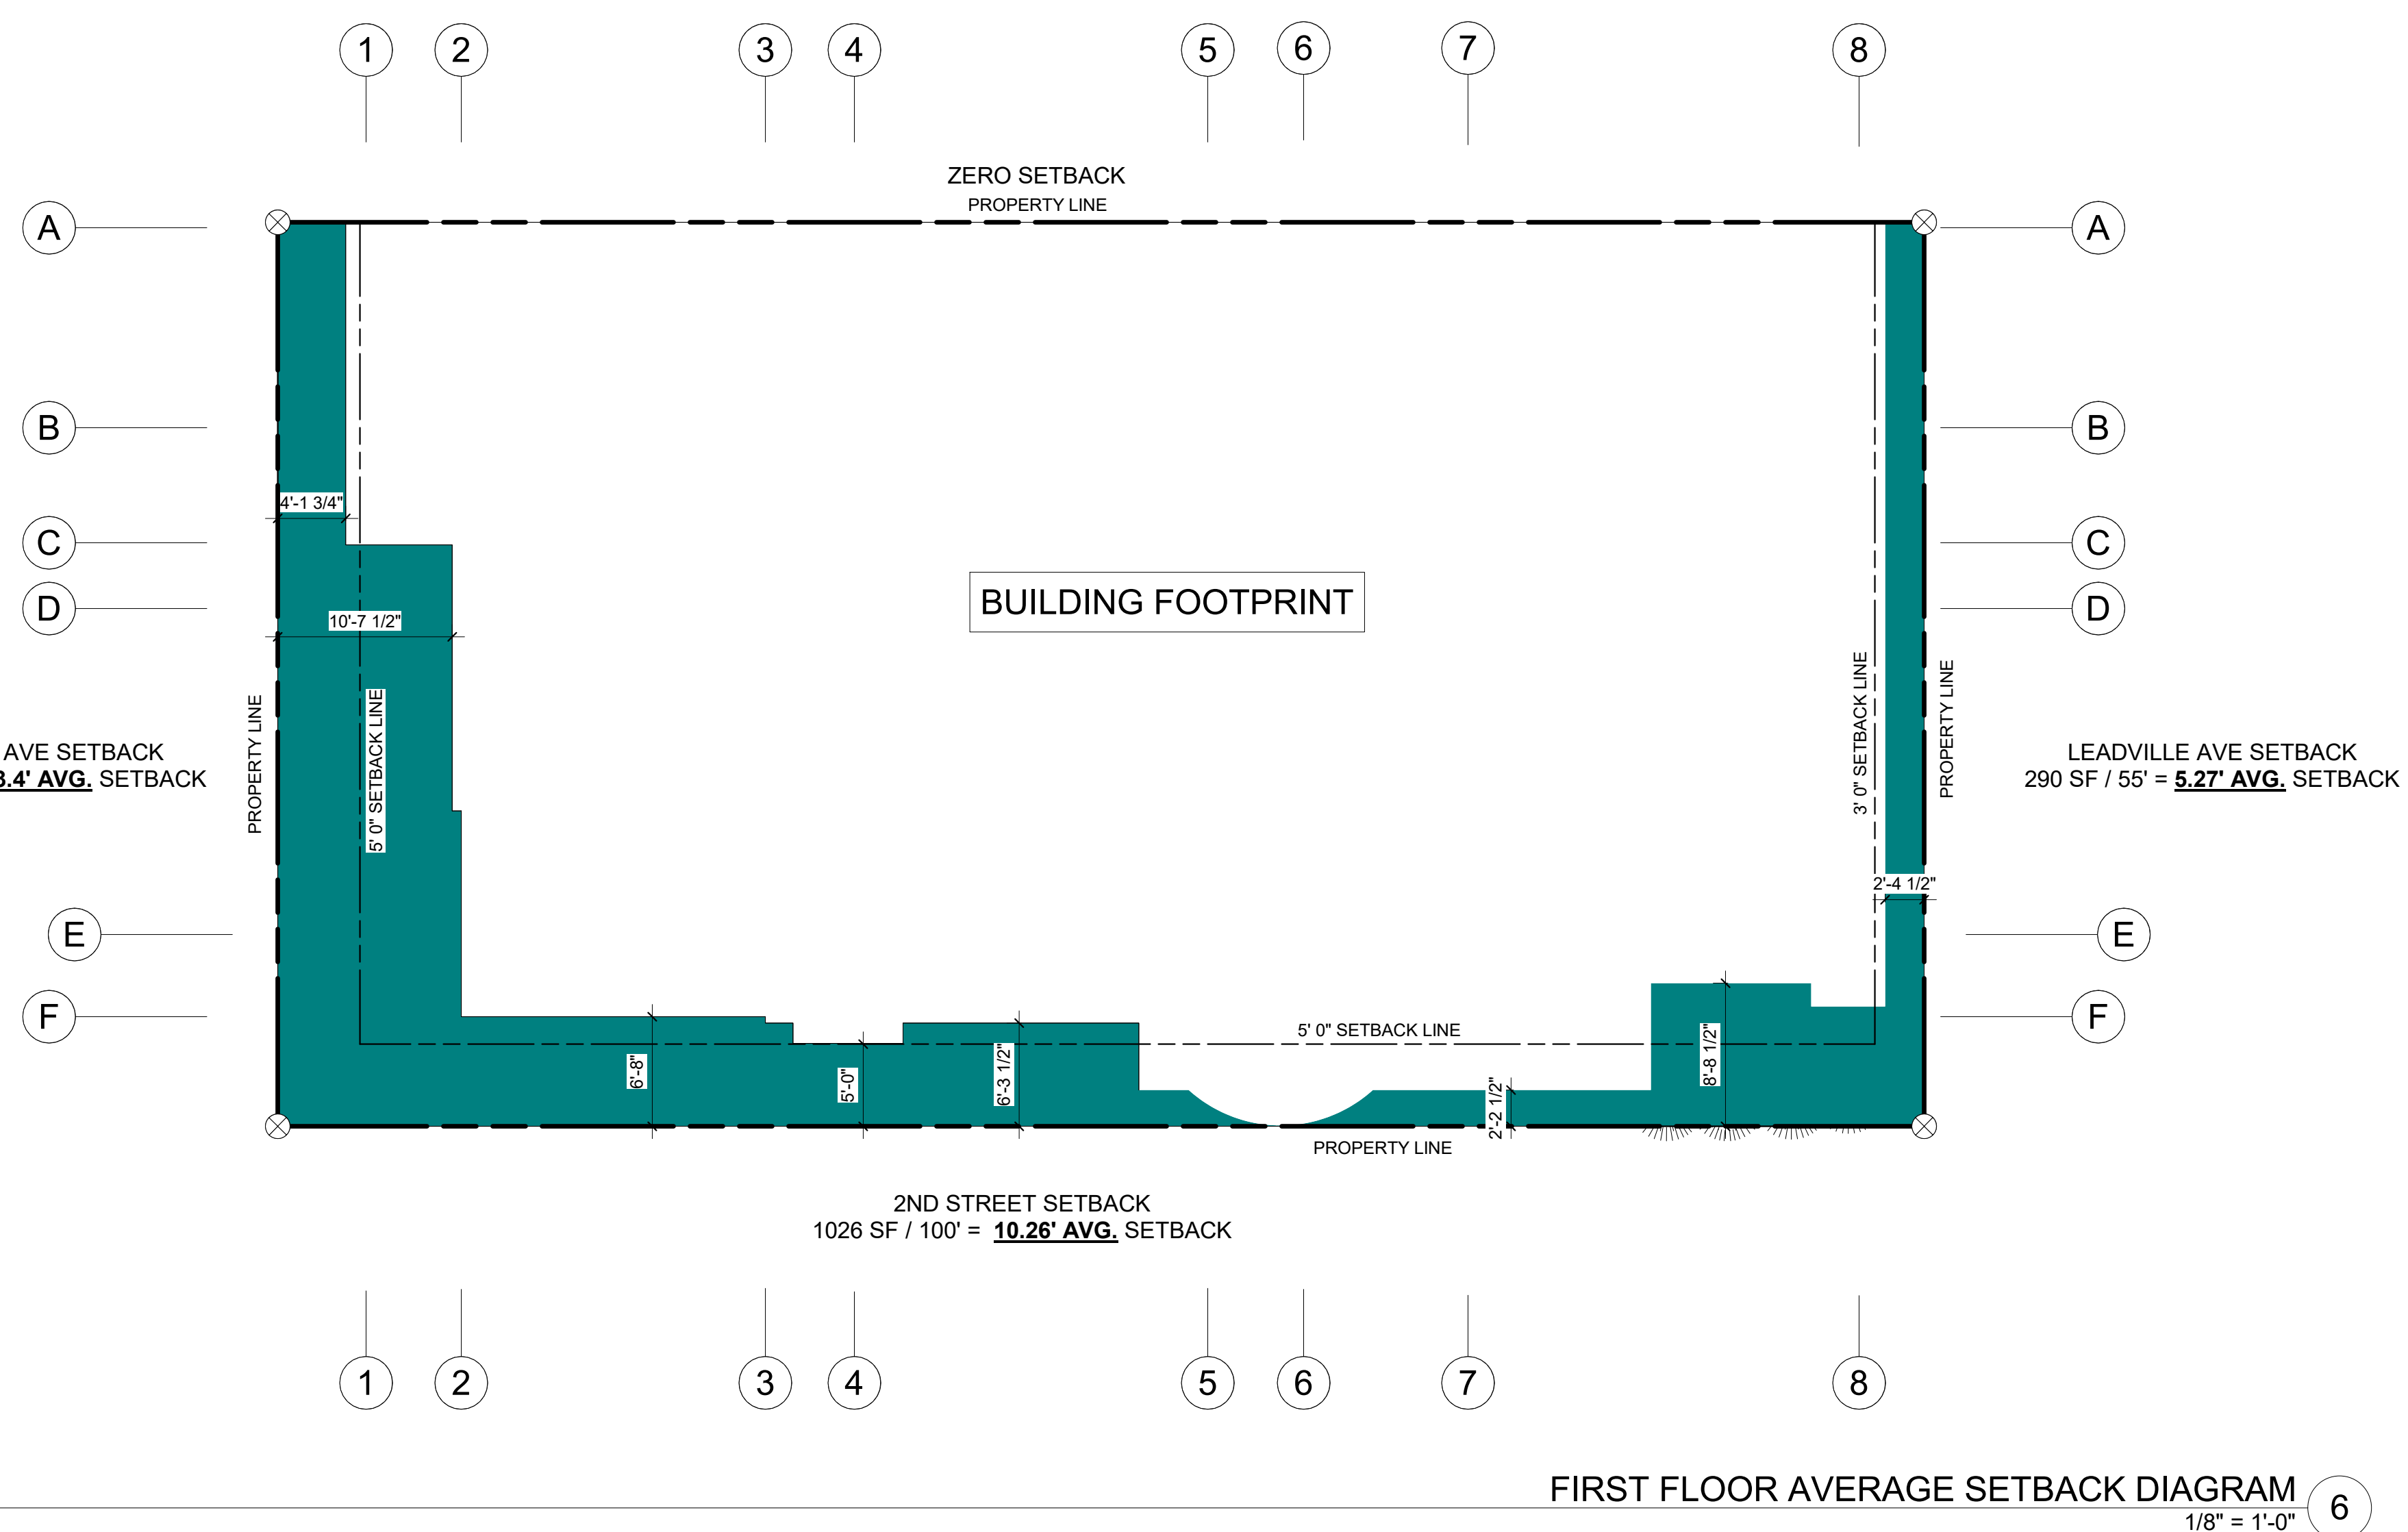 1 2 3 4 5 6 7 8
ZERO SETBACK
PROPERTY LINE
A A
B B
4'-1 3/4"
C C
BUILDING FOOTPRINT
D D
10'-7 1/2"
PROPERTY LINE
5' 0" SETBACK LINE
3' 0" SETBACK LINE
PROPERTY LINE
AVE SETBACK
3.4' AVG. SETBACK
LEADVILLE AVE SETBACK
290 SF / 55' = 5.27' AVG. SETBACK
2'-4 1/2"
E E
F F
5' 0" SETBACK LINE
6'-8"
5'-0"
6'-3 1/2"
2'-2 1/2"
8'-8 1/2"
PROPERTY LINE
2ND STREET SETBACK
1026 SF / 100' = 10.26' AVG. SETBACK
1 2 3 4 5 6 7 8
FIRST FLOOR AVERAGE SETBACK DIAGRAM
6
1/8" = 1'-0"